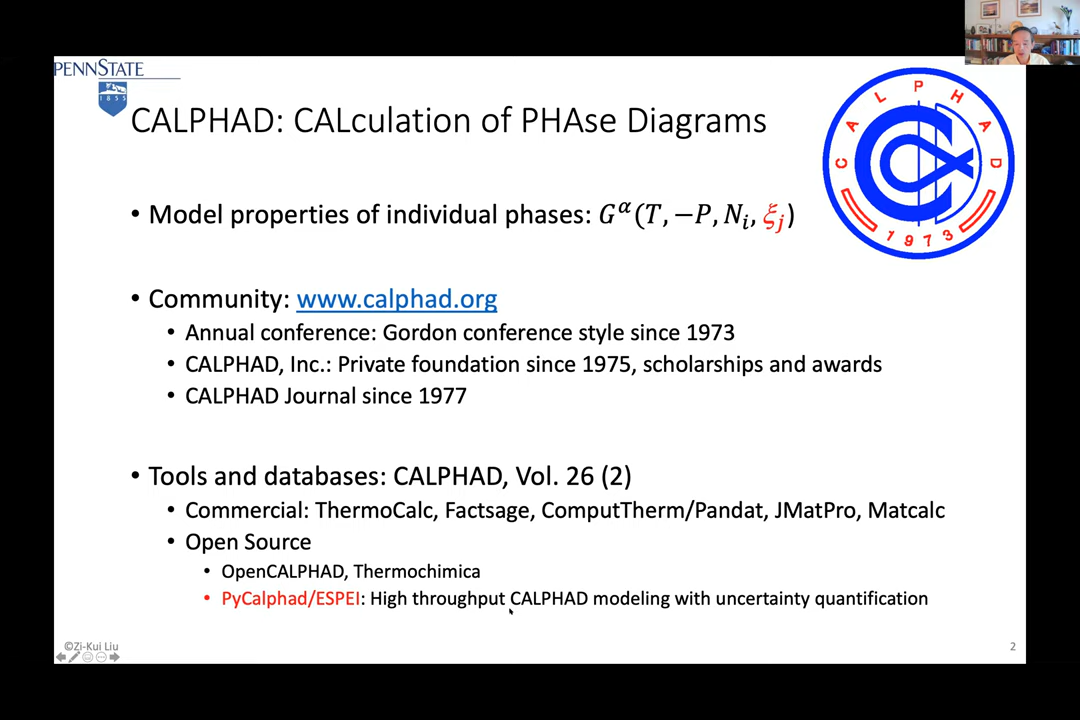 PENNSTATE
1855
CALPHAD: CALculation of PHAse Diagrams
CALPHAD
1973
• Model properties of individual phases: G^α(T, −P, N_i, ξ_j)
• Community: www.calphad.org
• Annual conference: Gordon conference style since 1973
• CALPHAD, Inc.: Private foundation since 1975, scholarships and awards
• CALPHAD Journal since 1977
• Tools and databases: CALPHAD, Vol. 26 (2)
• Commercial: ThermoCalc, Factsage, ComputTherm/Pandat, JMatPro, Matcalc
• Open Source
• OpenCALPHAD, Thermochimica
• PyCalphad/ESPEI: High throughput CALPHAD modeling with uncertainty quantification
©Zi-Kui Liu
2